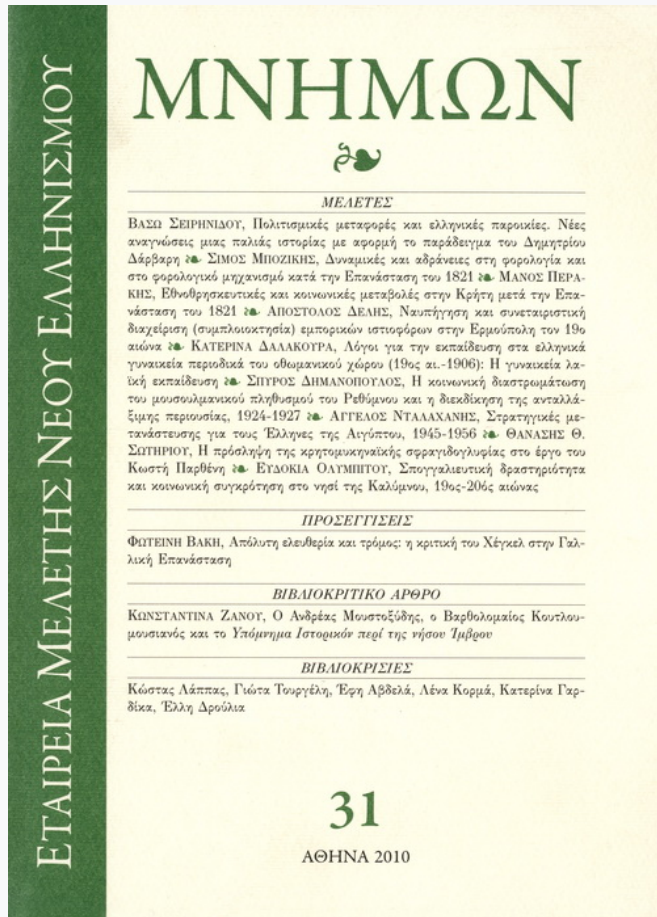 ΕΤΑΙΡΕΙΑ ΜΕΛΕΤΗΣ ΝΕΟΥ ΕΛΛΗΝΙΣΜΟΥ
ΜΝΗΜΩΝ
ΜΕΛΕΤΕΣ
ΒΑΣΩ ΣΕΙΡΗΝΙΔΟΥ, Πολιτισμικές μεταφορές και ελληνικές παροικίες. Νέες
αναγνώσεις μιας παλιάς ιστορίας με αφορμή το παράδειγμα του Δημητρίου
Δάρβαρη ❧ ΣΙΜΟΣ ΜΠΟΖΙΚΗΣ, Δυναμικές και αδράνειες στη φορολογία και
στο φορολογικό μηχανισμό κατά την Επανάσταση του 1821 ❧ ΜΑΝΟΣ ΠΕΡΑ-
ΚΗΣ, Εθνοθρησκευτικές και κοινωνικές μεταβολές στην Κρήτη μετά την Επα-
νάσταση του 1821 ❧ ΑΠΟΣΤΟΛΟΣ ΔΕΛΗΣ, Ναυπήγηση και συνεταιριστική
διαχείριση (συμπλοιοκτησία) εμπορικών ιστιοφόρων στην Ερμούπολη τον 19ο
αιώνα ❧ ΚΑΤΕΡΙΝΑ ΔΑΛΑΚΟΥΡΑ, Λόγοι για την εκπαίδευση στα ελληνικά
γυναικεία περιοδικά του οθωμανικού χώρου (19ος αι.-1906): Η γυναικεία λα-
ϊκή εκπαίδευση ❧ ΣΠΥΡΟΣ ΔΗΜΑΝΟΠΟΥΛΟΣ, Η κοινωνική διαστρωμάτωση
του μουσουλμανικού πληθυσμού του Ρεθύμνου και η διεκδίκηση της ανταλλά-
ξιμης περιουσίας, 1924-1927 ❧ ΑΓΓΕΛΟΣ ΝΤΑΛΑΧΑΝΗΣ, Στρατηγικές με-
τανάστευσης για τους Έλληνες της Αιγύπτου, 1945-1956 ❧ ΘΑΝΑΣΗΣ Θ.
ΣΩΤΗΡΙΟΥ, Η πρόσληψη της κρητομυκηναϊκής σφραγιδογλυφίας στο έργο του
Κωστή Παρθένη ❧ ΕΥΔΟΚΙΑ ΟΛΥΜΠΙΤΟΥ, Σπογγαλιευτική δραστηριότητα
και κοινωνική συγκρότηση στο νησί της Καλύμνου, 19ος-20ός αιώνας
ΠΡΟΣΕΓΓΙΣΕΙΣ
ΦΩΤΕΙΝΗ ΒΑΚΗ, Απόλυτη ελευθερία και τρόμος: η κριτική του Χέγκελ στην Γαλ-
λική Επανάσταση
ΒΙΒΛΙΟΚΡΙΤΙΚΟ ΑΡΘΡΟ
ΚΩΝΣΤΑΝΤΙΝΑ ΖΑΝΟΥ, Ο Ανδρέας Μουστοξύδης, ο Βαρθολομαίος Κουτλου-
μουσιανός και το Υπόμνημα Ιστορικόν περί της νήσου Ίμβρου
ΒΙΒΛΙΟΚΡΙΣΙΕΣ
Κώστας Λάππας, Γιώτα Τουργέλη, Έφη Αβδελά, Λένα Κορμά, Κατερίνα Γαρ-
δίκα, Έλλη Δρούλια
31
ΑΘΗΝΑ 2010